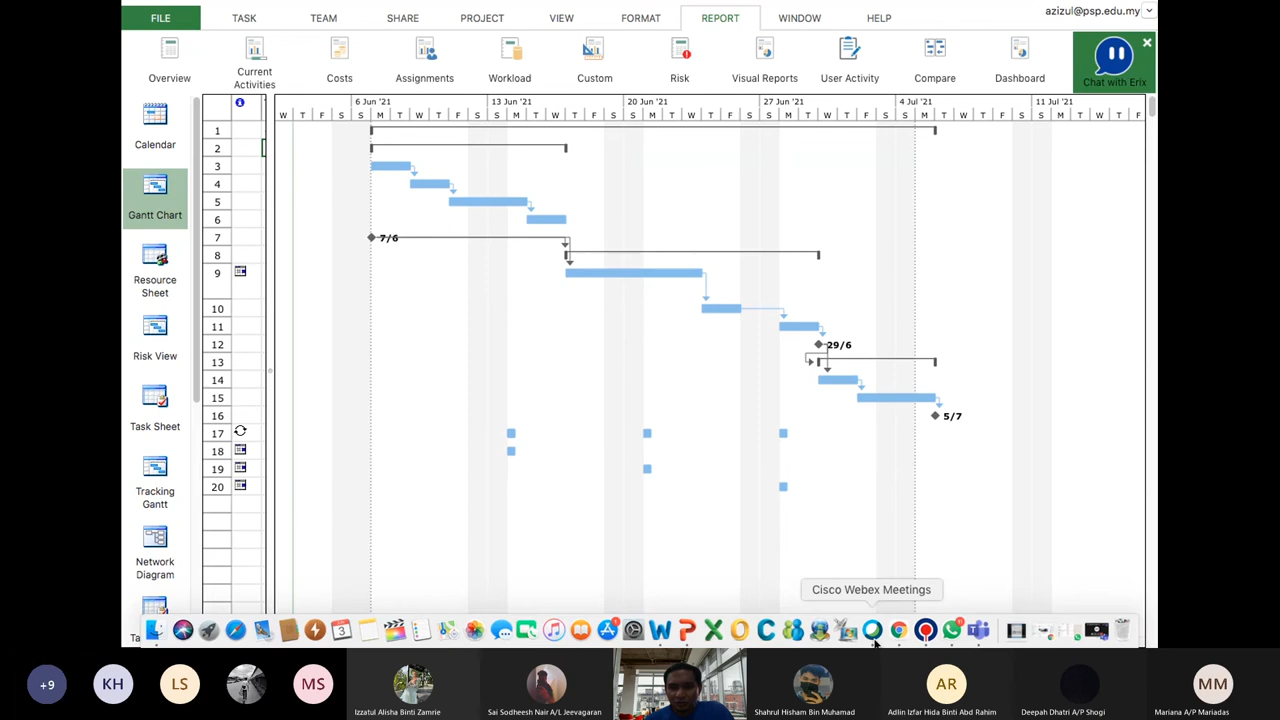 FILE TASK TEAM SHARE PROJECT VIEW FORMAT REPORT WINDOW HELP azizul@psp.edu.my
Overview Current Activities Costs Assignments Workload Custom Risk Visual Reports User Activity Compare Dashboard Chat with Erix
6 Jun '21 13 Jun '21 20 Jun '21 27 Jun '21 4 Jul '21 11 Jul '21
W T F S S M T W T F S S M T W T F S S M T W T F S S M T W T F S S M T W T F S S M T W T F
Calendar
Gantt Chart
Resource Sheet
Risk View
Task Sheet
Tracking Gantt
Network Diagram
Ta
1
2
3
4
5
6
7 7/6
8
9
10
11
12 29/6
13
14
15
16 5/7
17
18
19
20
Cisco Webex Meetings
+9 KH LS MS AR MM
Izzatul Alisha Binti Zamrie Sai Sodheesh Nair A/L Jeevagaran Shahrul Hisham Bin Muhamad Adlin Izfar Hida Binti Abd Rahim Deepah Dhatri A/P Shogi Mariana A/P Mariadas